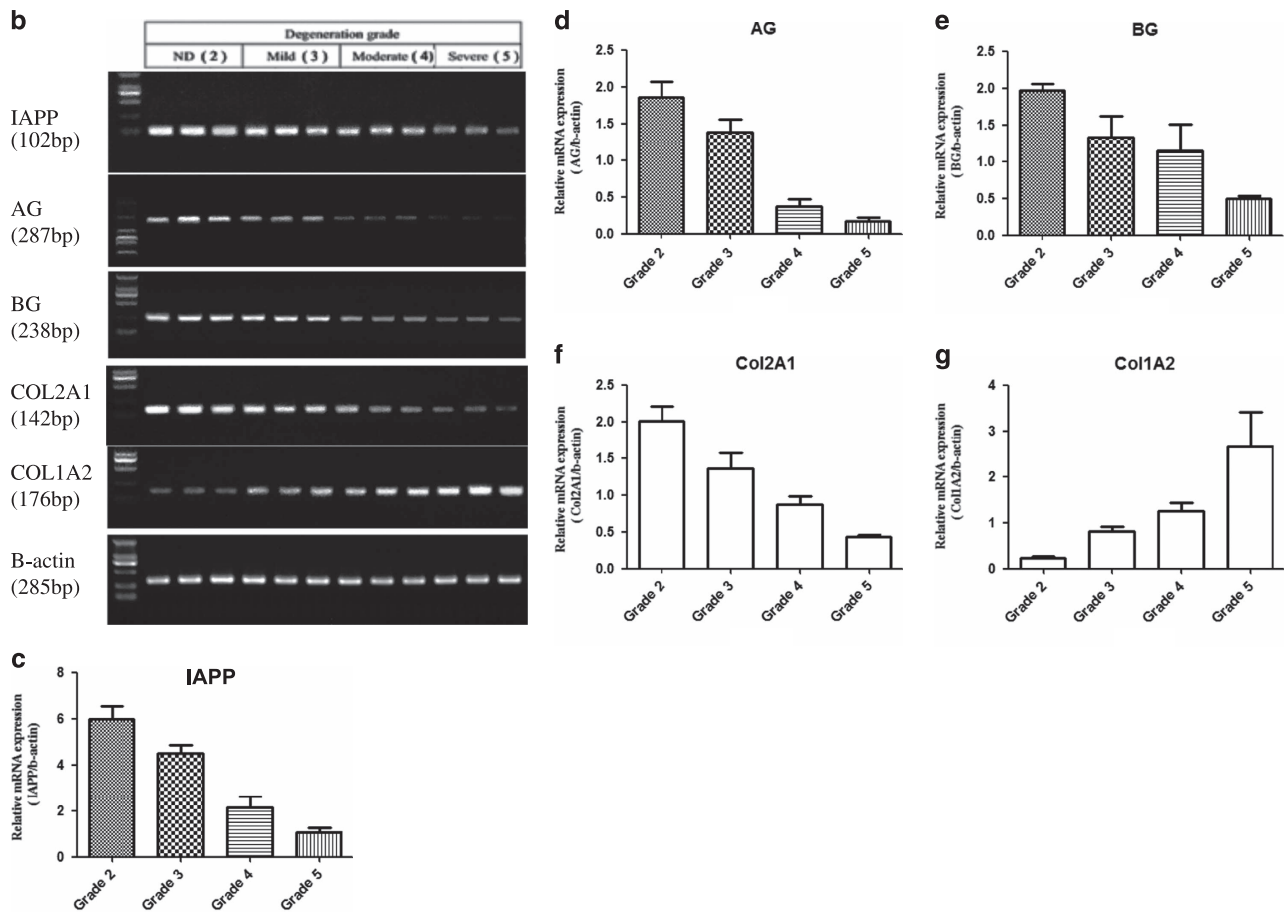 b
Degeneration grade
ND (2) Mild (3) Moderate (4) Severe (5)
IAPP
(102bp)
AG
(287bp)
BG
(238bp)
COL2A1
(142bp)
COL1A2
(176bp)
B-actin
(285bp)
c
IAPP
Relative mRNA expression
( IAPP/b-actin)
8
6
4
2
0
Grade 2
Grade 3
Grade 4
Grade 5
d
AG
Relative mRNA expression
( AG/b-actin)
2.5
2.0
1.5
1.0
0.5
0.0
Grade 2
Grade 3
Grade 4
Grade 5
e
BG
Relative mRNA expression
( BG/b-actin)
2.5
2.0
1.5
1.0
0.5
0.0
Grade 2
Grade 3
Grade 4
Grade 5
f
Col2A1
Relative mRNA expression
( Col2A1/b-actin)
2.5
2.0
1.5
1.0
0.5
0.0
Grade 2
Grade 3
Grade 4
Grade 5
g
Col1A2
Relative mRNA expression
( Col1A2/b-actin)
4
3
2
1
0
Grade 2
Grade 3
Grade 4
Grade 5